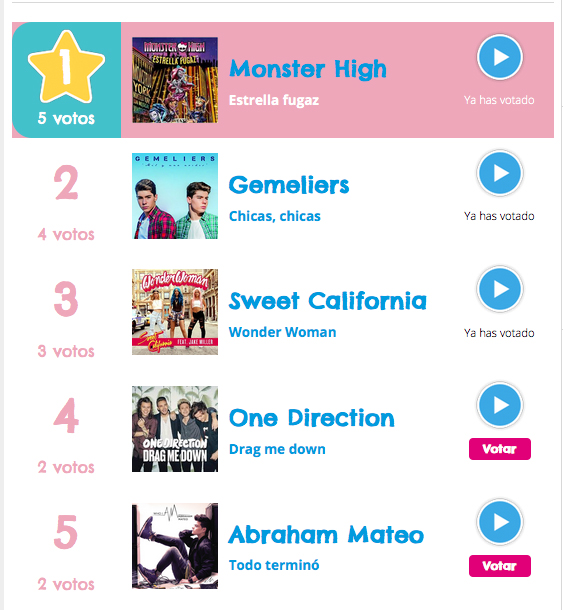 1
5 votos
MONSTER HIGH
ESTRELLA FUGAZ
Monster High
Estrella fugaz
Ya has votado
2
4 votos
GEMELIERS
Gemeliers
Chicas, chicas
Ya has votado
3
3 votos
Wonder Woman
Sweet California
FEAT. JAKE MILLER
Sweet California
Wonder Woman
Ya has votado
4
2 votos
ONE DIRECTION
DRAG ME DOWN
One Direction
Drag me down
Votar
5
2 votos
Abraham Mateo
Todo terminó
Votar